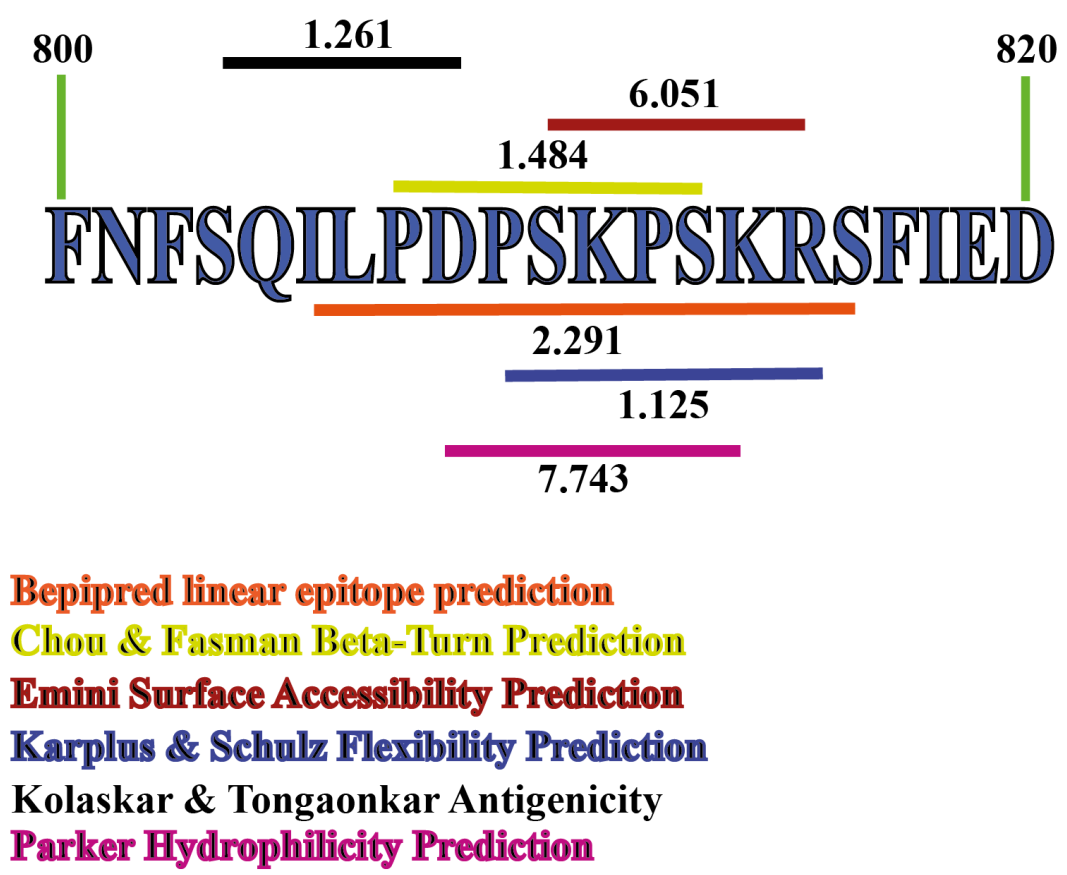 1.261
800
820
6.051
1.484
FNFSQILPDPSKPSKRSFIED
2.291
1.125
7.743
Bepipred linear epitope prediction
Chou & Fasman Beta-Turn Prediction
Emini Surface Accessibility Prediction
Karplus & Schulz Flexibility Prediction
Kolaskar & Tongaonkar Antigenicity
Parker Hydrophilicity Prediction